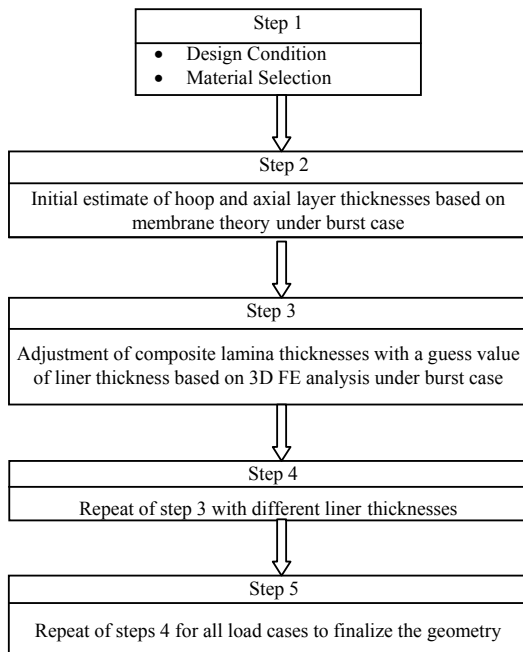 Step 1
• Design Condition
• Material Selection
Step 2
Initial estimate of hoop and axial layer thicknesses based on
membrane theory under burst case
Step 3
Adjustment of composite lamina thicknesses with a guess value
of liner thickness based on 3D FE analysis under burst case
Step 4
Repeat of step 3 with different liner thicknesses
Step 5
Repeat of steps 4 for all load cases to finalize the geometry